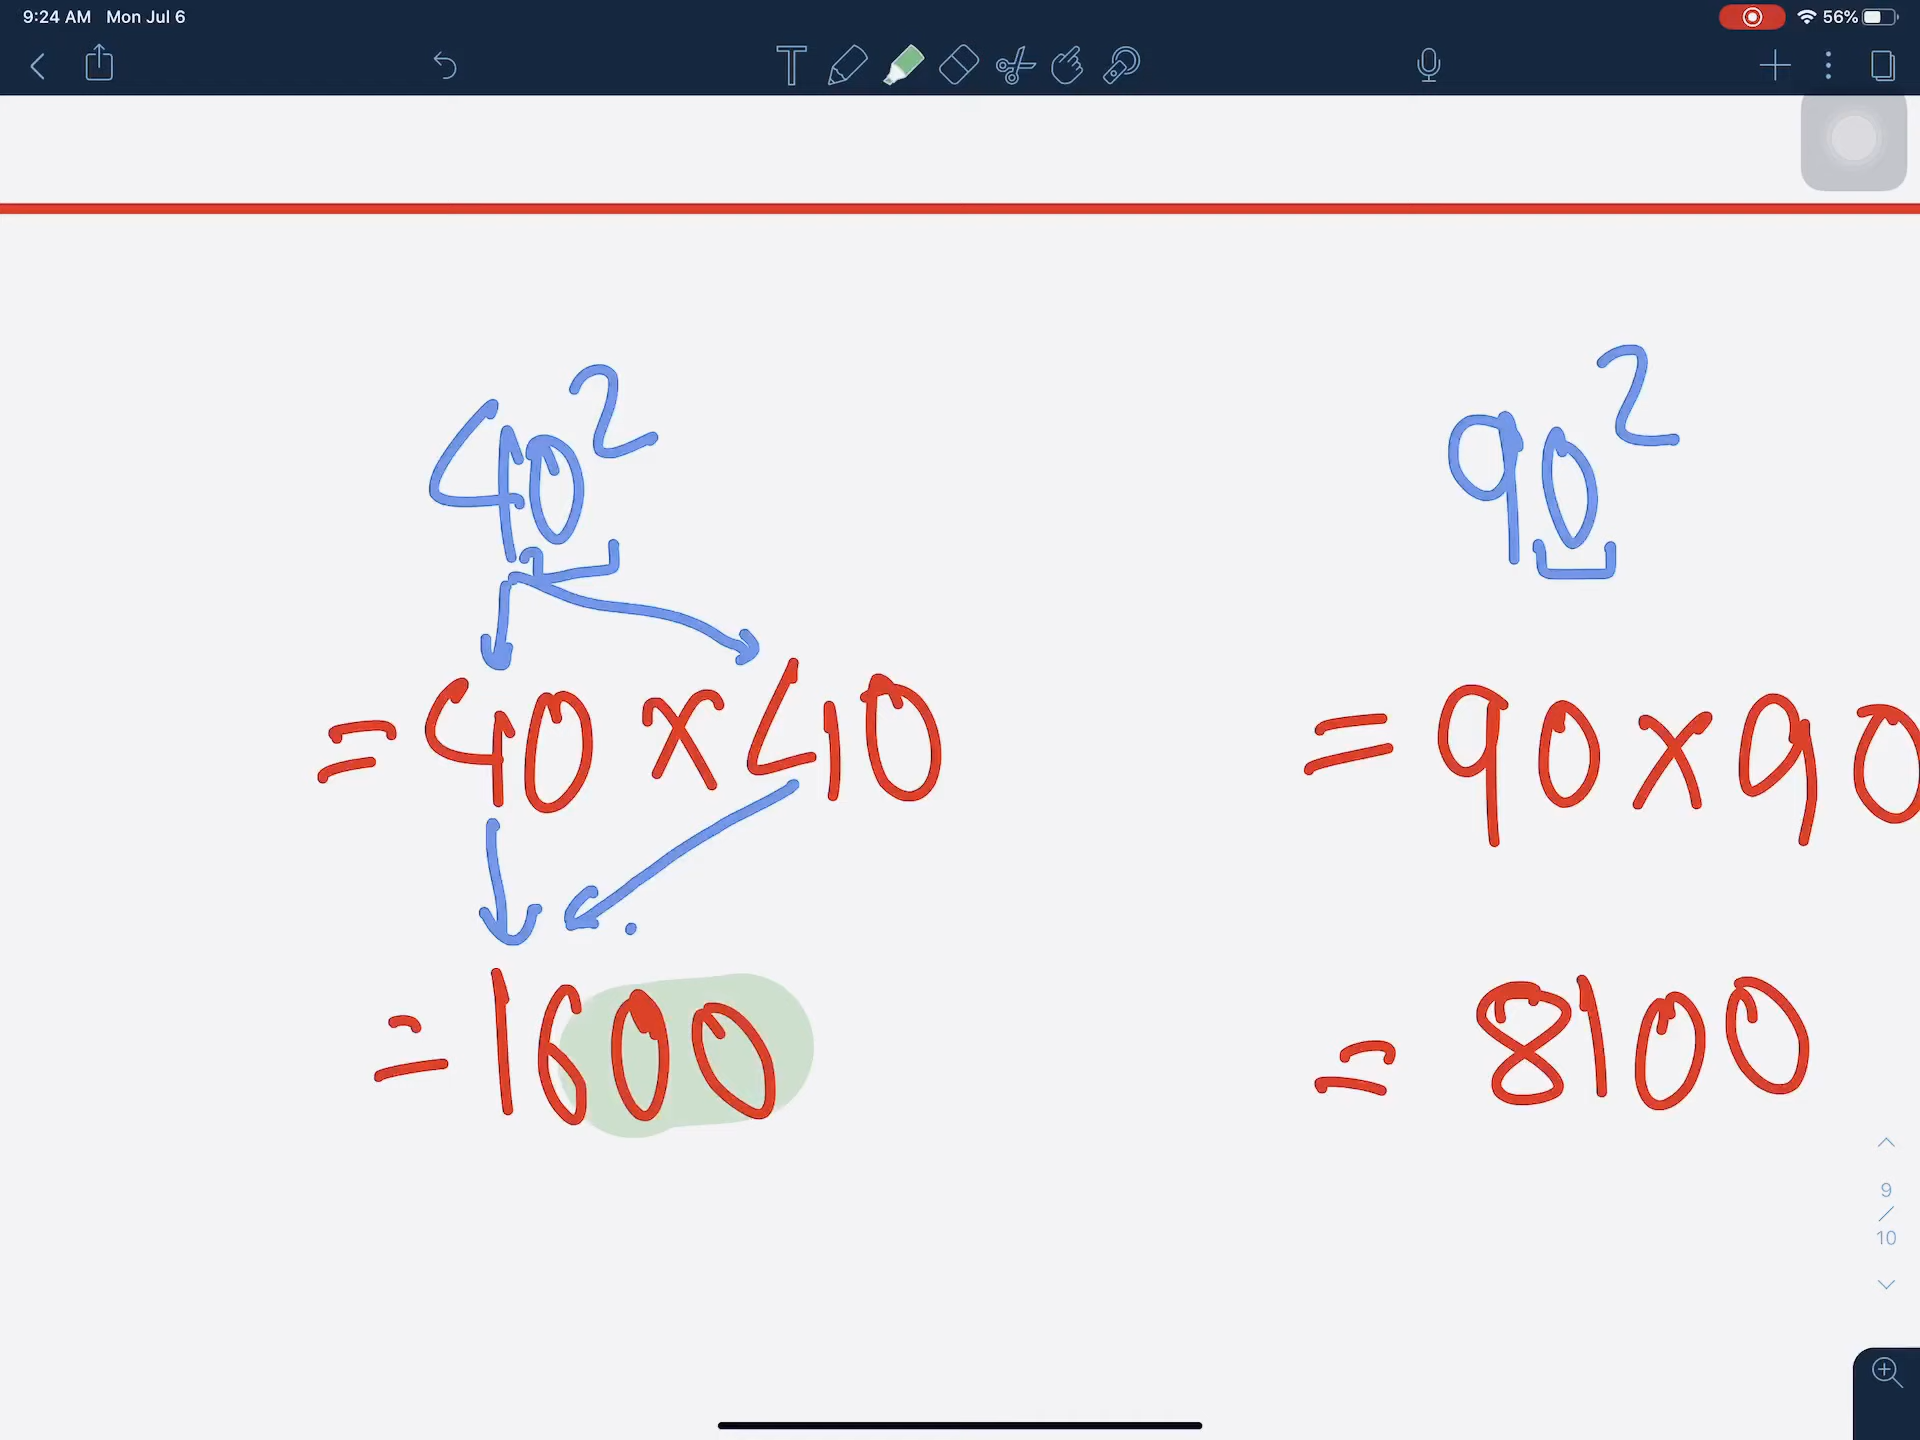 9:24 AM Mon Jul 6
56%
40²
= 40 x 40
= 1600
90²
= 90 x 90
= 8100
9
/
10